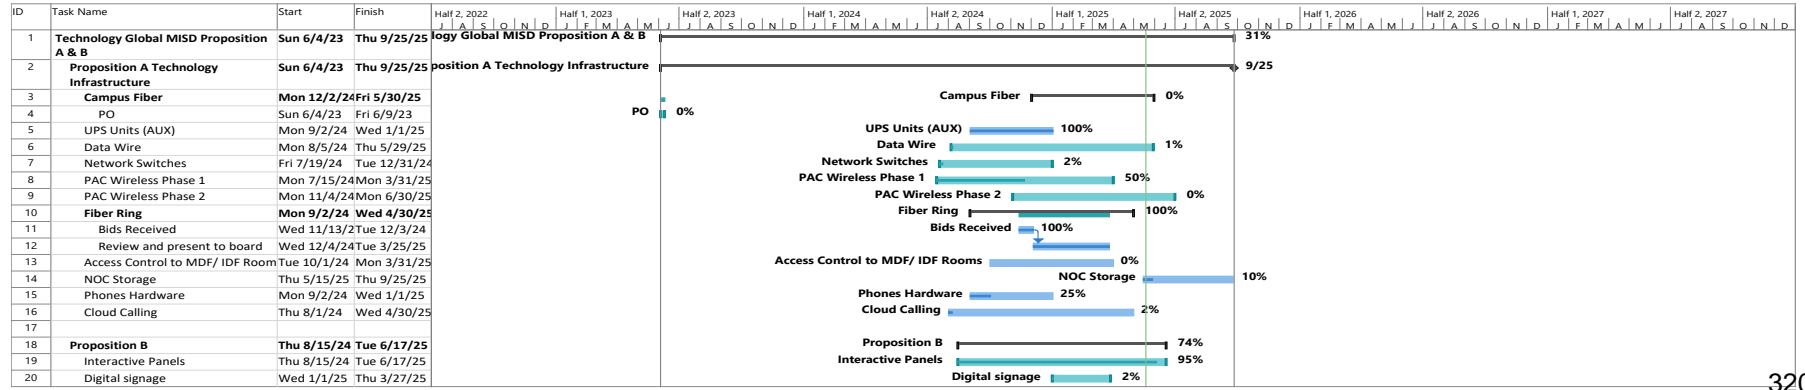 ID Task Name Start Finish Half 2, 2022 Half 1, 2023 Half 2, 2023 Half 1, 2024 Half 2, 2024 Half 1, 2025 Half 2, 2025 Half 1, 2026 Half 2, 2026 Half 1, 2027 Half 2, 2027
J A S O N D J F M A M J J A S O N D J F M A M J J A S O N D J F M A M J J A S O N D J F M A M J J A S O N D J F M A M J J A S O N D
1 Technology Global MISD Proposition Sun 6/4/23 Thu 9/25/25 logy Global MISD Proposition A & B 31%
A & B
2 Proposition A Technology Sun 6/4/23 Thu 9/25/25 position A Technology Infrastructure 9/25
Infrastructure
3 Campus Fiber Mon 12/2/24 Fri 5/30/25 Campus Fiber 0%
4 PO Sun 6/4/23 Fri 6/9/23 PO 0%
5 UPS Units (AUX) Mon 9/2/24 Wed 1/1/25 UPS Units (AUX) 100%
6 Data Wire Mon 8/5/24 Thu 5/29/25 Data Wire 1%
7 Network Switches Fri 7/19/24 Tue 12/31/24 Network Switches 2%
8 PAC Wireless Phase 1 Mon 7/15/24 Mon 3/31/25 PAC Wireless Phase 1 50%
9 PAC Wireless Phase 2 Mon 11/4/24 Mon 6/30/25 PAC Wireless Phase 2 0%
10 Fiber Ring Mon 9/2/24 Wed 4/30/25 Fiber Ring 100%
11 Bids Received Wed 11/13/2 Tue 12/3/24 Bids Received 100%
12 Review and present to board Wed 12/4/24 Tue 3/25/25
13 Access Control to MDF/ IDF Room Tue 10/1/24 Mon 3/31/25 Access Control to MDF/ IDF Rooms 0%
14 NOC Storage Thu 5/15/25 Thu 9/25/25 NOC Storage 10%
15 Phones Hardware Mon 9/2/24 Wed 1/1/25 Phones Hardware 25%
16 Cloud Calling Thu 8/1/24 Wed 4/30/25 Cloud Calling 2%
17
18 Proposition B Thu 8/15/24 Tue 6/17/25 Proposition B 74%
19 Interactive Panels Thu 8/15/24 Tue 6/17/25 Interactive Panels 95%
20 Digital signage Wed 1/1/25 Thu 3/27/25 Digital signage 2%
320